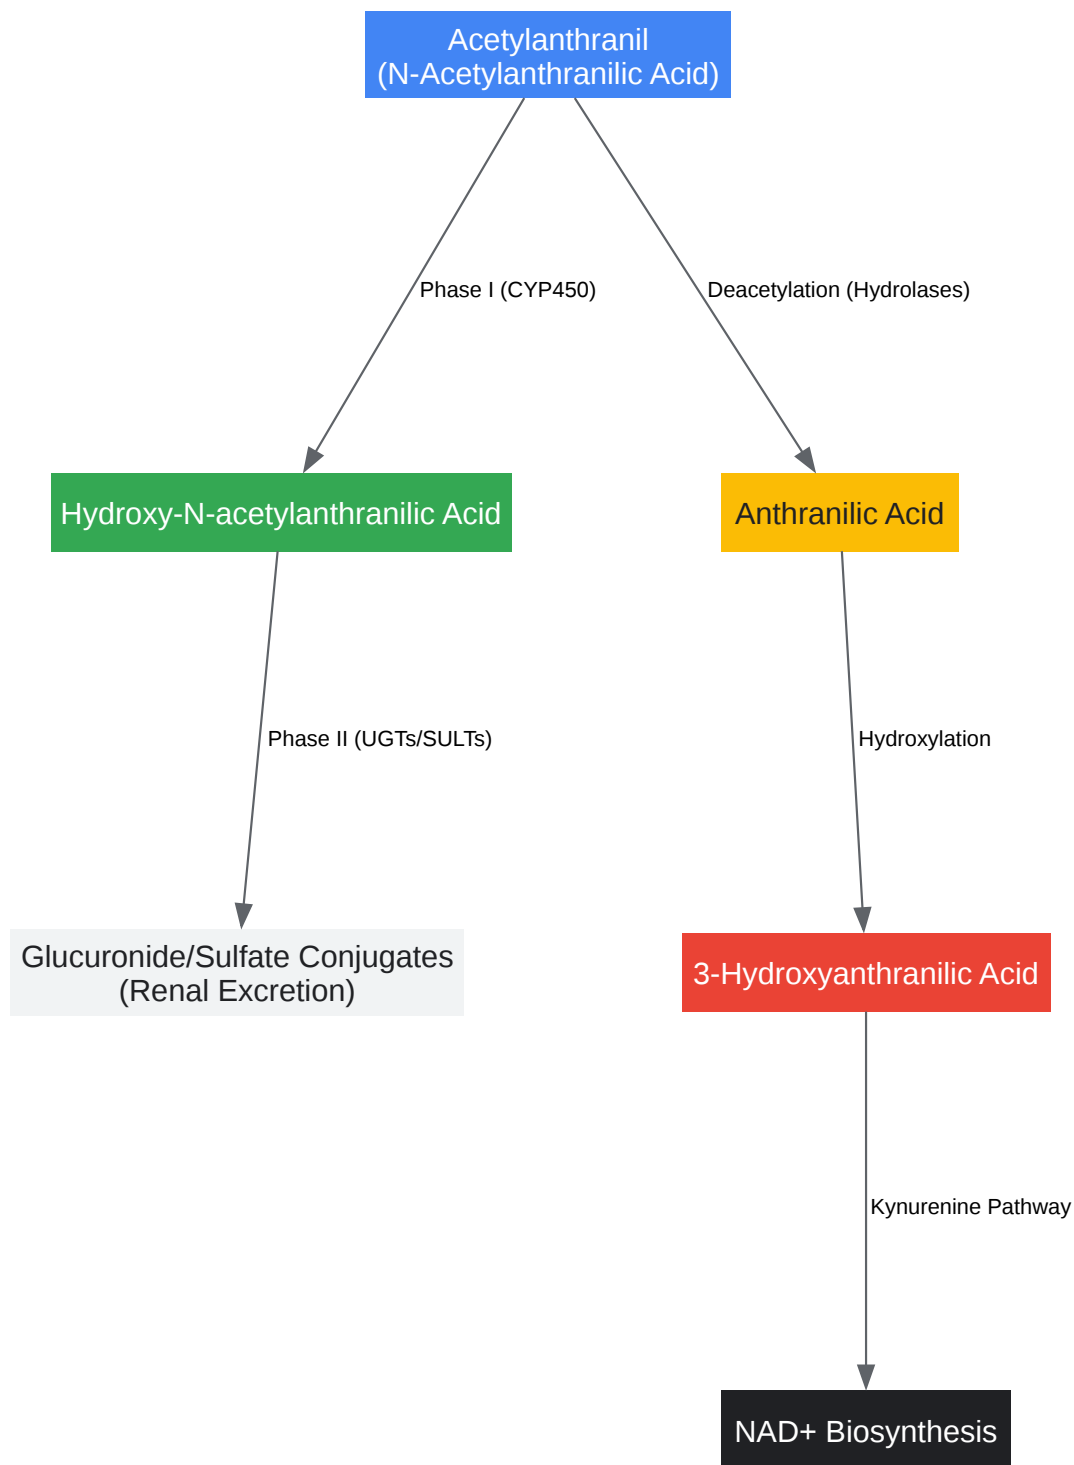 Acetylanthranil
(N-Acetylanthranilic Acid)
Phase I (CYP450)
Deacetylation (Hydrolases)
Hydroxy-N-acetylanthranilic Acid
Anthranilic Acid
Phase II (UGTs/SULTs)
Hydroxylation
Glucuronide/Sulfate Conjugates
(Renal Excretion)
3-Hydroxyanthranilic Acid
Kynurenine Pathway
NAD+ Biosynthesis